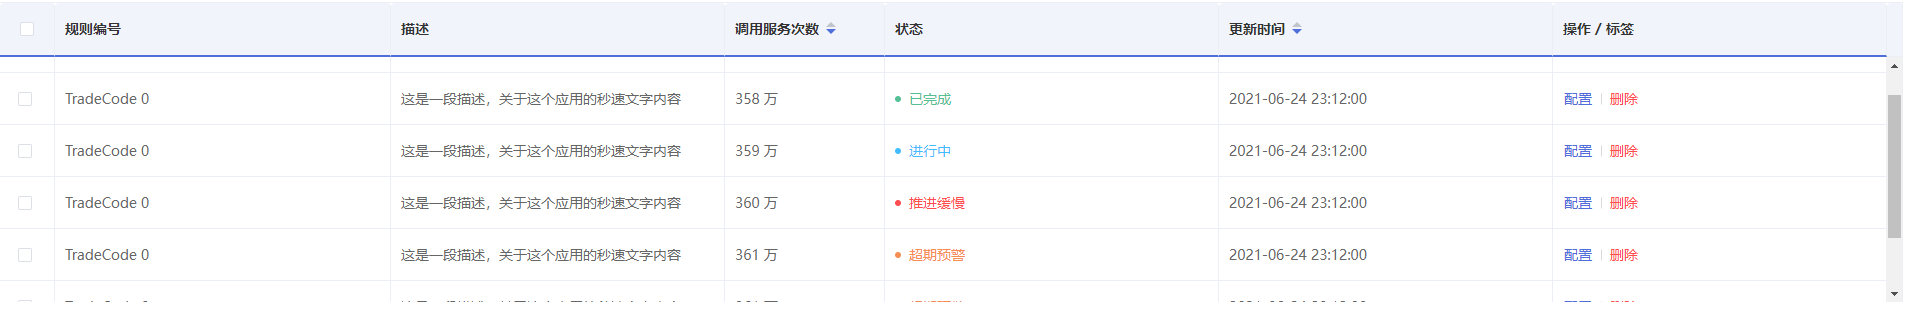 规则编号 描述 调用服务次数 状态 更新时间 操作 / 标签
TradeCode 0 这是一段描述，关于这个应用的秒速文字内容 358 万 已完成 2021-06-24 23:12:00 配置 删除
TradeCode 0 这是一段描述，关于这个应用的秒速文字内容 359 万 进行中 2021-06-24 23:12:00 配置 删除
TradeCode 0 这是一段描述，关于这个应用的秒速文字内容 360 万 推进缓慢 2021-06-24 23:12:00 配置 删除
TradeCode 0 这是一段描述，关于这个应用的秒速文字内容 361 万 超期预警 2021-06-24 23:12:00 配置 删除